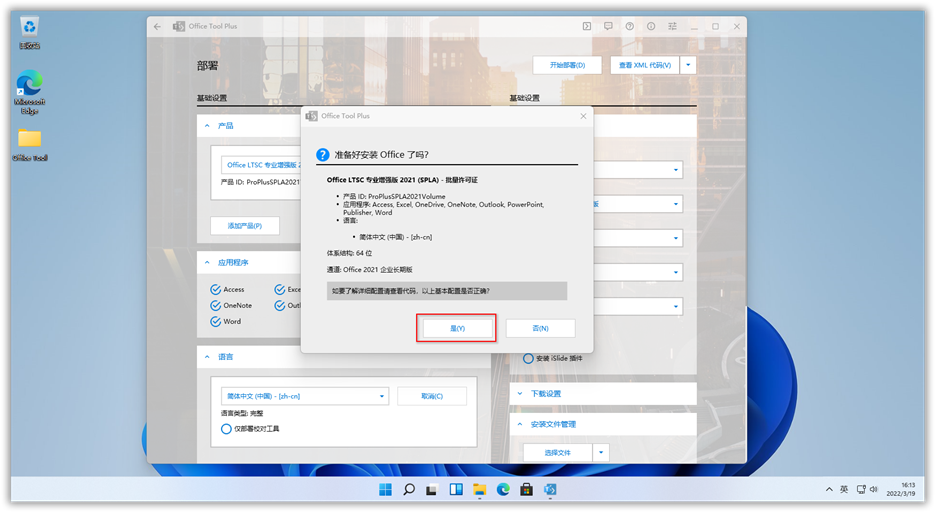 回收站
Microsoft
Edge
Office Tool
Office Tool Plus
部署
开始部署(D)
查看 XML 代码(V)
基础设置
基础设置
产品
Office LTSC 专业增强版 2
产品 ID: ProPlusSPLA2021
添加产品(P)
应用程序
Access
Exce
OneNote
Outl
Word
语言
简体中文 (中国) - [zh-cn]
取消(C)
语言类型: 完整
仅部署校对工具
Office Tool Plus
准备好安装 Office 了吗?
Office LTSC 专业增强版 2021 (SPLA) - 批量许可证
• 产品 ID: ProPlusSPLA2021Volume
• 应用程序: Access, Excel, OneDrive, OneNote, Outlook, PowerPoint,
Publisher, Word
• 语言:
• 简体中文 (中国) - [zh-cn]
体系结构: 64 位
通道: Office 2021 企业长期版
如要了解详细配置请查看代码，以上基本配置是否正确?
是(Y)
否(N)
版
安装 iSlide 插件
下载设置
安装文件管理
选择文件
英
16:13
2022/3/19